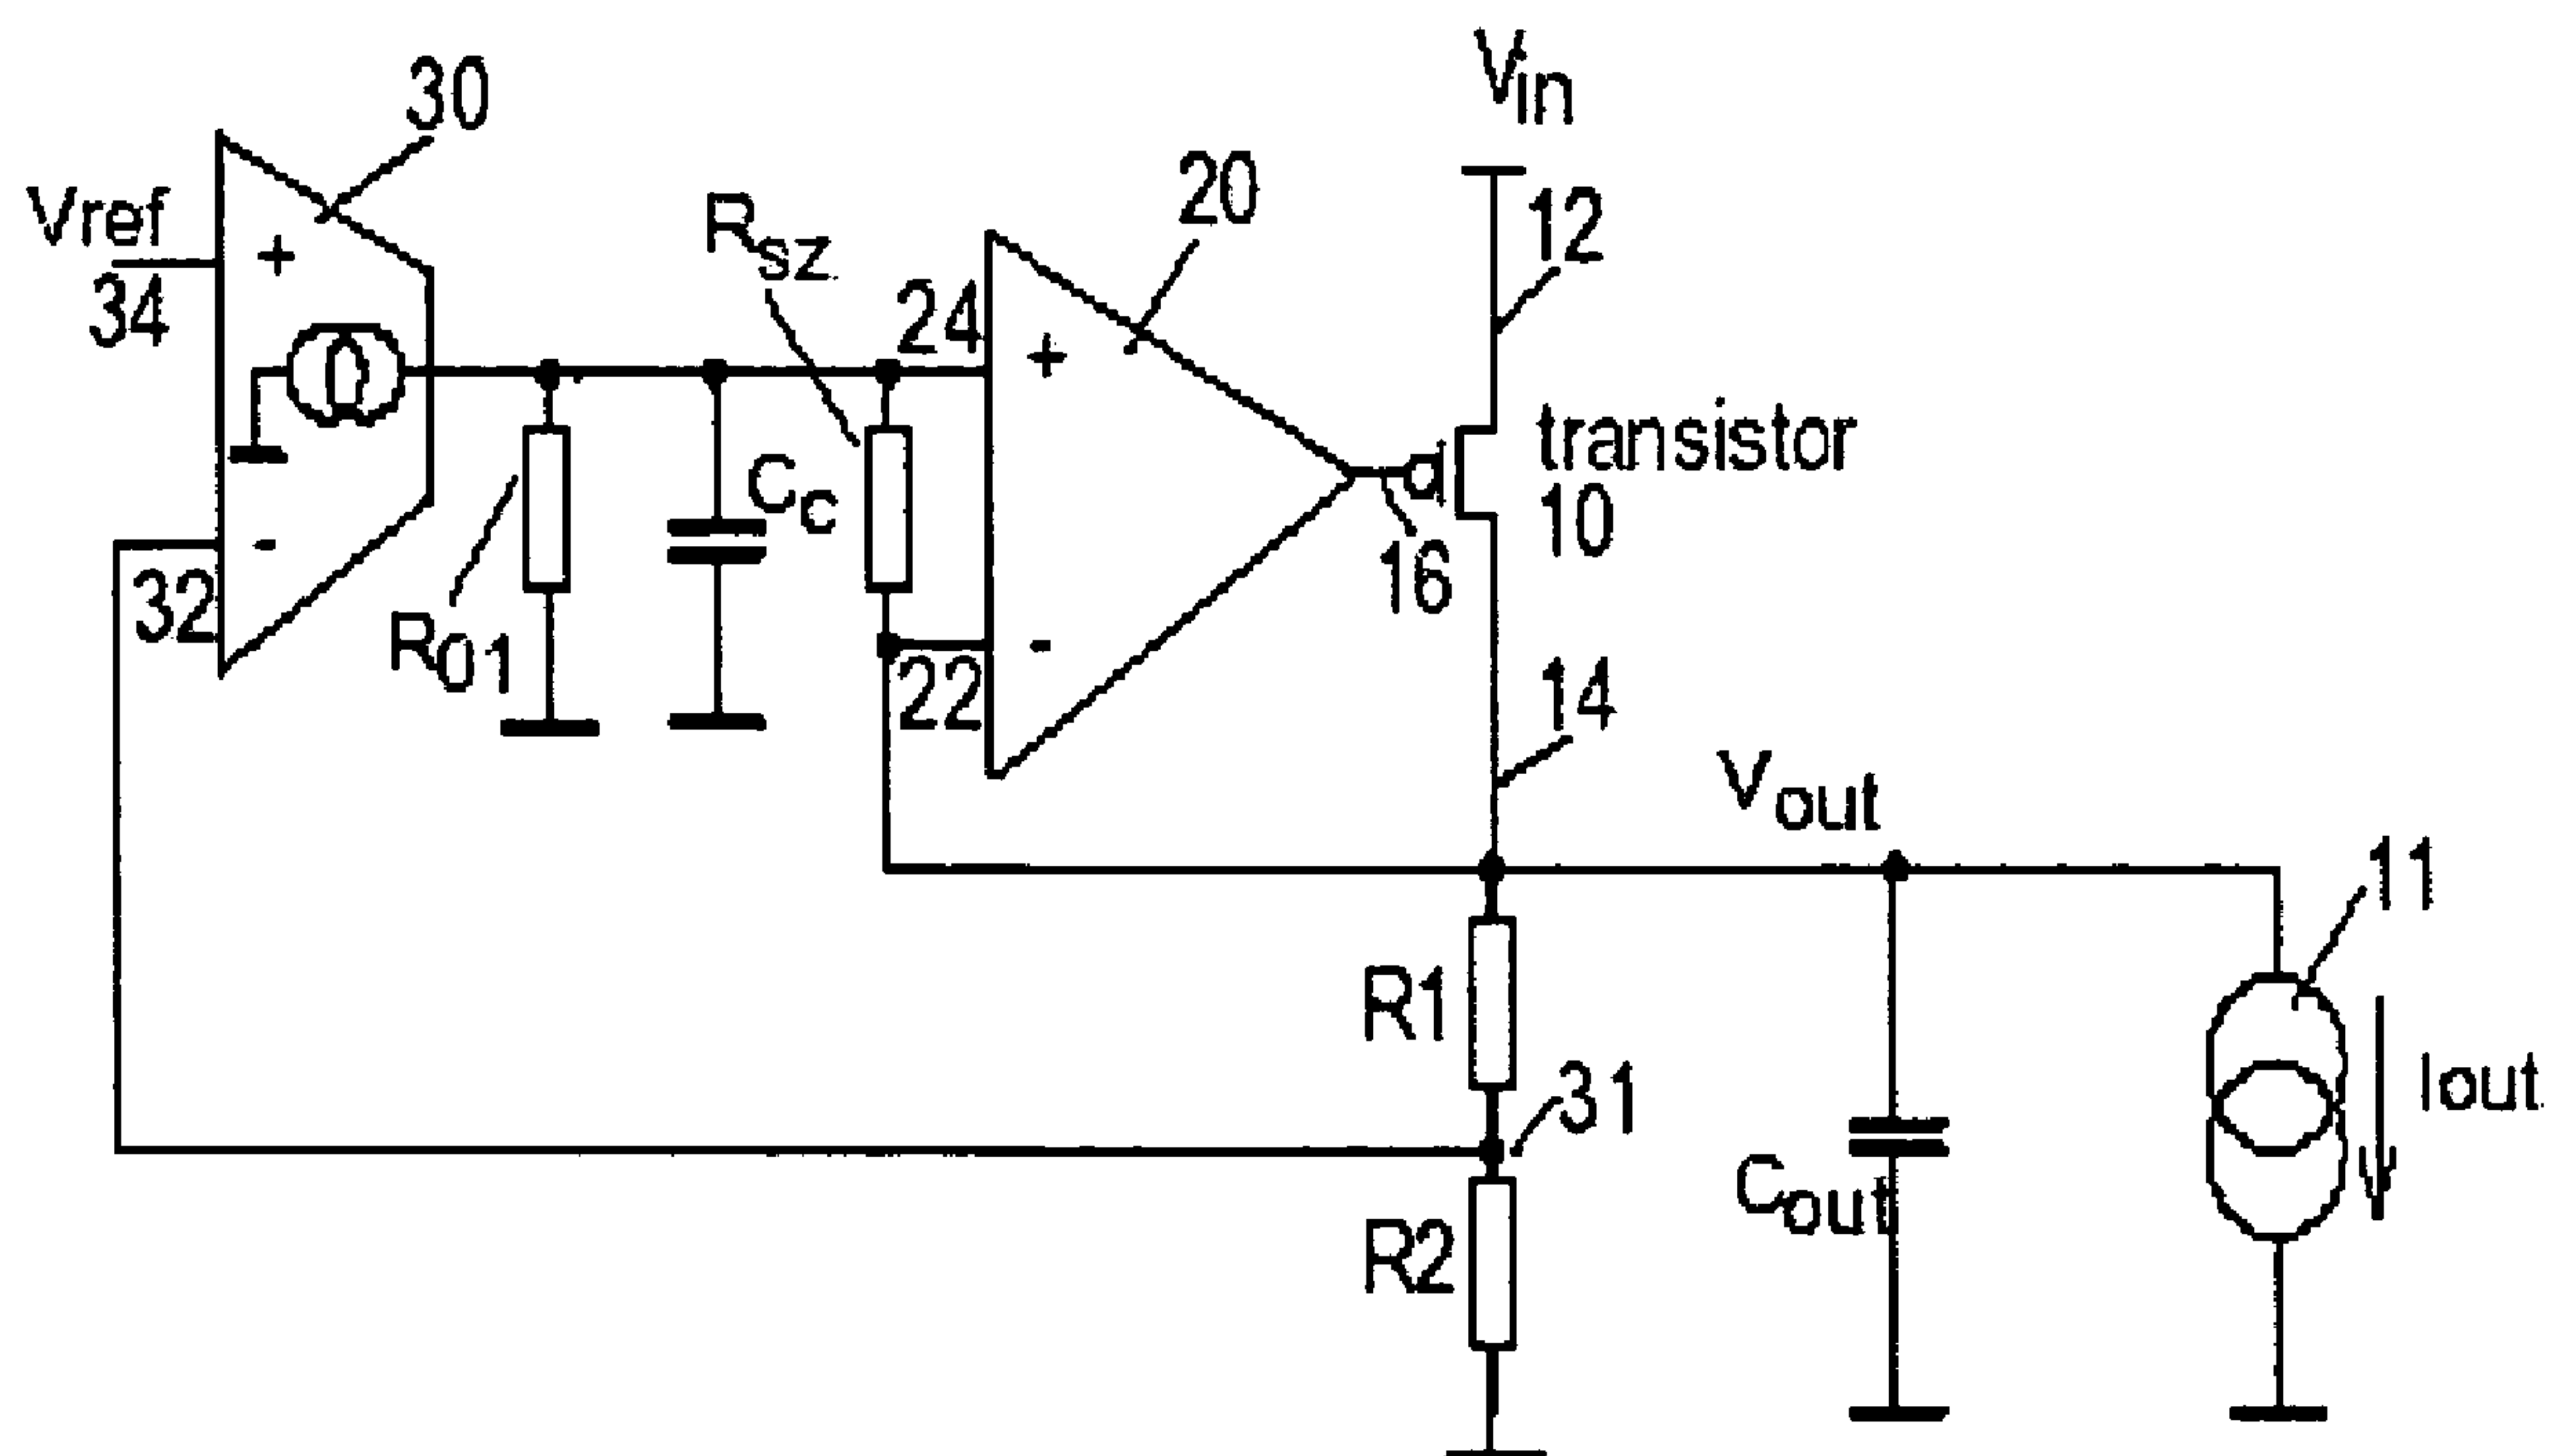 30
Vin
Vref
+
34
Rsz
20
12
24
+
transistor
10
Cc
16
-
32
R01
-
22
14
Vout
11
R1
31
Iout
Cout
R2